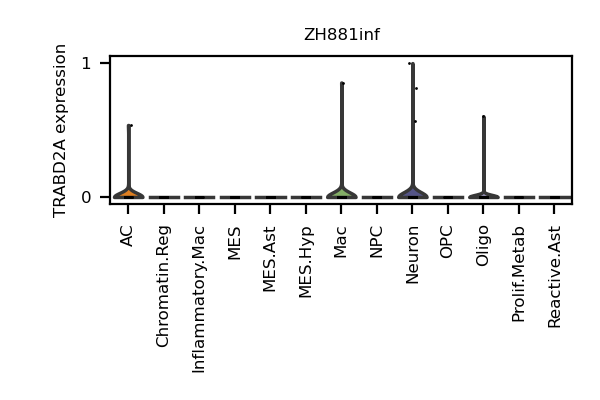 ZH881inf
TRABD2A expression
1
0
AC
Chromatin.Reg
Inflammatory.Mac
MES
MES.Ast
MES.Hyp
Mac
NPC
Neuron
OPC
Oligo
Prolif.Metab
Reactive.Ast